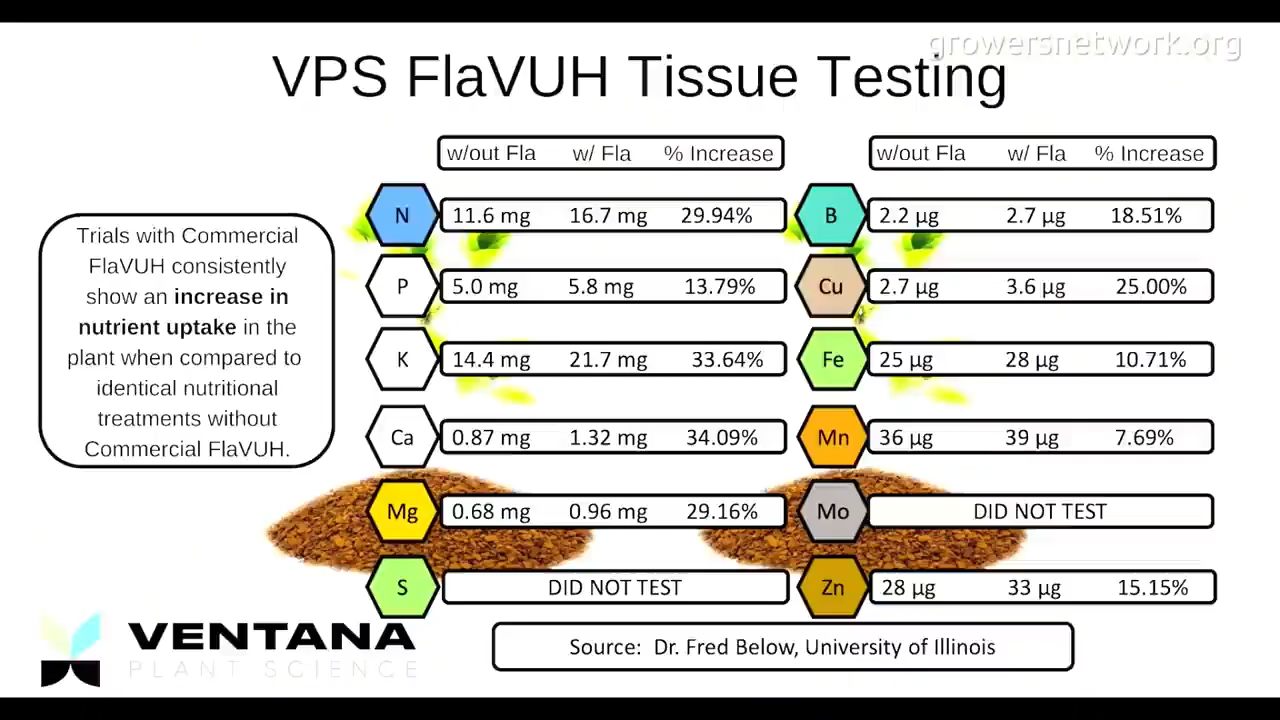 growersnetwork.org
VPS FlaVUH Tissue Testing
w/out Fla w/ Fla % Increase
w/out Fla w/ Fla % Increase
Trials with Commercial
FlaVUH consistently
show an increase in
nutrient uptake in the
plant when compared to
identical nutritional
treatments without
Commercial FlaVUH.
N 11.6 mg 16.7 mg 29.94%
P 5.0 mg 5.8 mg 13.79%
K 14.4 mg 21.7 mg 33.64%
Ca 0.87 mg 1.32 mg 34.09%
Mg 0.68 mg 0.96 mg 29.16%
S DID NOT TEST
B 2.2 µg 2.7 µg 18.51%
Cu 2.7 µg 3.6 µg 25.00%
Fe 25 µg 28 µg 10.71%
Mn 36 µg 39 µg 7.69%
Mo DID NOT TEST
Zn 28 µg 33 µg 15.15%
VENTANA
PLANT SCIENCE
Source: Dr. Fred Below, University of Illinois